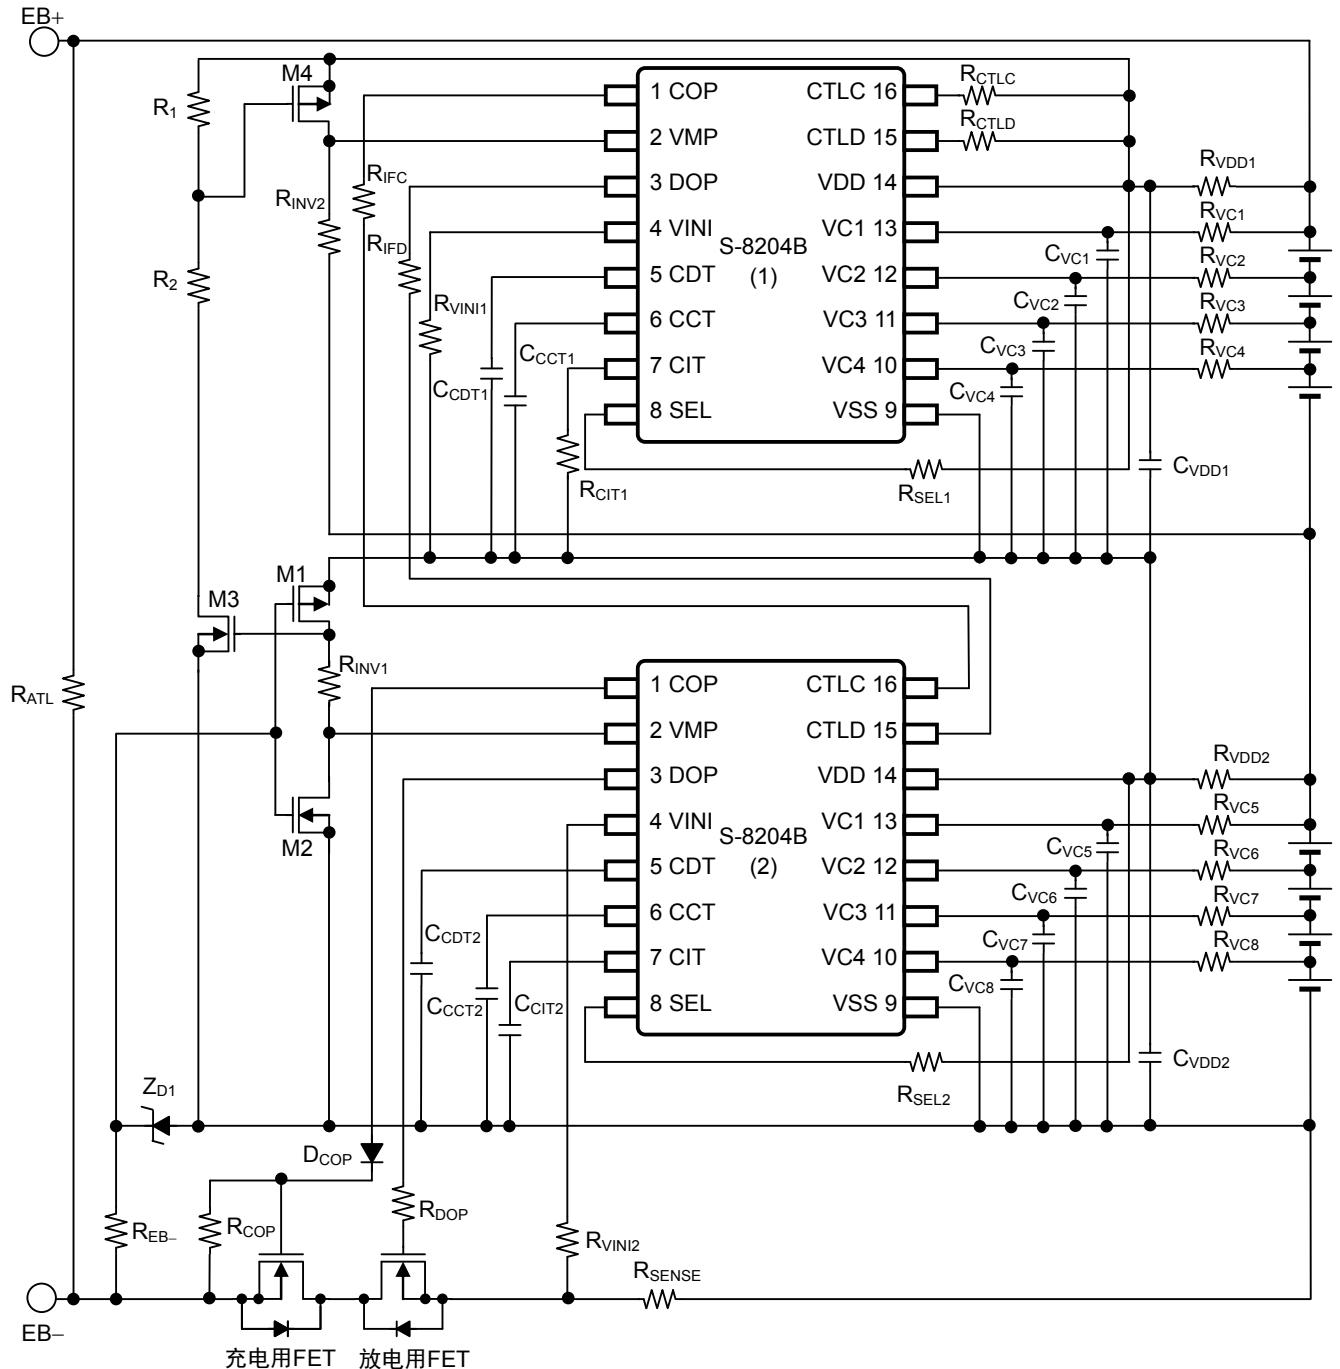 EB+
M4
R1
R2
RINV2
RIFC
RIFD
RVINI1
CCDT1
CCCT1
RCIT1
1 COP
2 VMP
3 DOP
4 VINI
5 CDT
6 CCT
7 CIT
8 SEL
S-8204B
(1)
CTLC 16
CTLD 15
VDD 14
VC1 13
VC2 12
VC3 11
VC4 10
VSS 9
RCTLC
RCTLD
RVDD1
RVC1
RVC2
RVC3
RVC4
CVC1
CVC2
CVC3
CVC4
RSEL1
CVDD1
M1
M3
RINV1
RATL
M2
1 COP
2 VMP
3 DOP
4 VINI
5 CDT
6 CCT
7 CIT
8 SEL
S-8204B
(2)
CTLC 16
CTLD 15
VDD 14
VC1 13
VC2 12
VC3 11
VC4 10
VSS 9
RVDD2
RVC5
RVC6
RVC7
RVC8
CVC5
CVC6
CVC7
CVC8
CCDT2
CCCT2
CCIT2
RSEL2
CVDD2
ZD1
DCOP
REB−
RCOP
RDOP
RVINI2
RSENSE
EB−
充电用FET
放电用FET